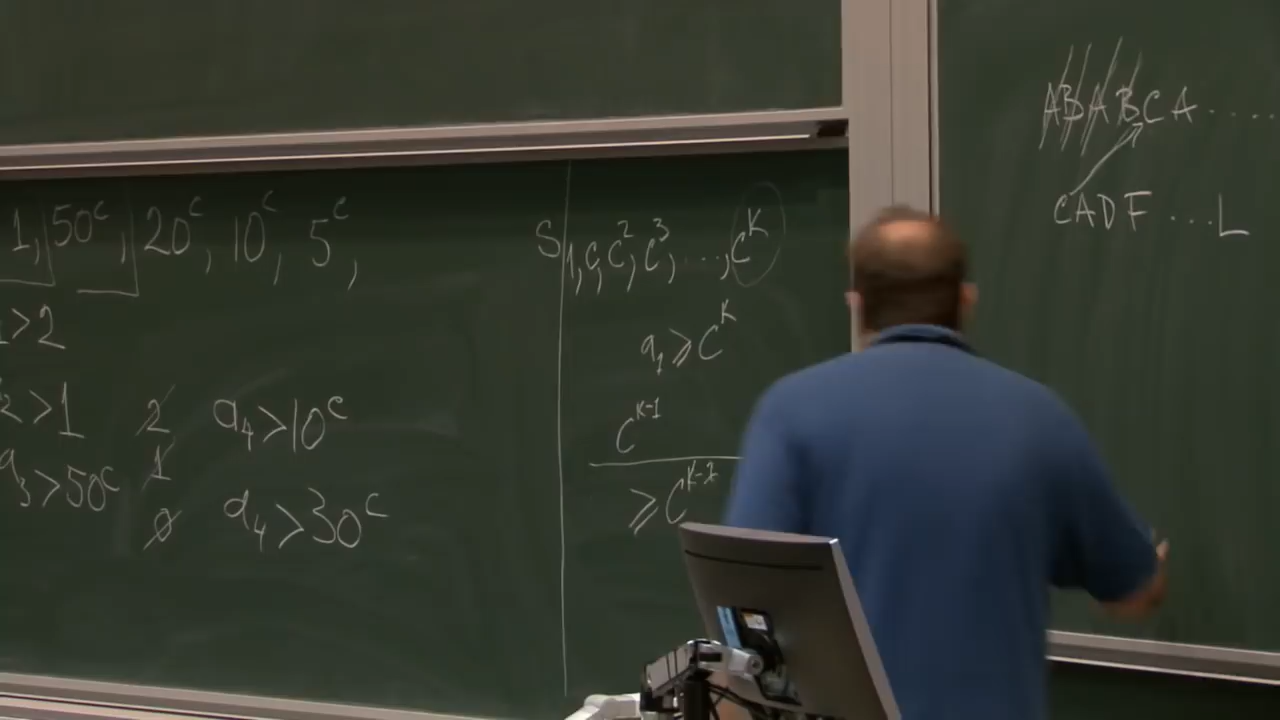 1, 50ᶜ, 20ᶜ, 10ᶜ, 5ᶜ,
>2
2>1 2 a₄>10ᶜ
a₃>50ᶜ 1
0 a₄>30ᶜ
S 1, c, c², c³, ..., cᴷ
a₁⩾cᴷ
cᴷ⁻¹
⩾cᴷ⁻²
ABABCA.....
CADF...L